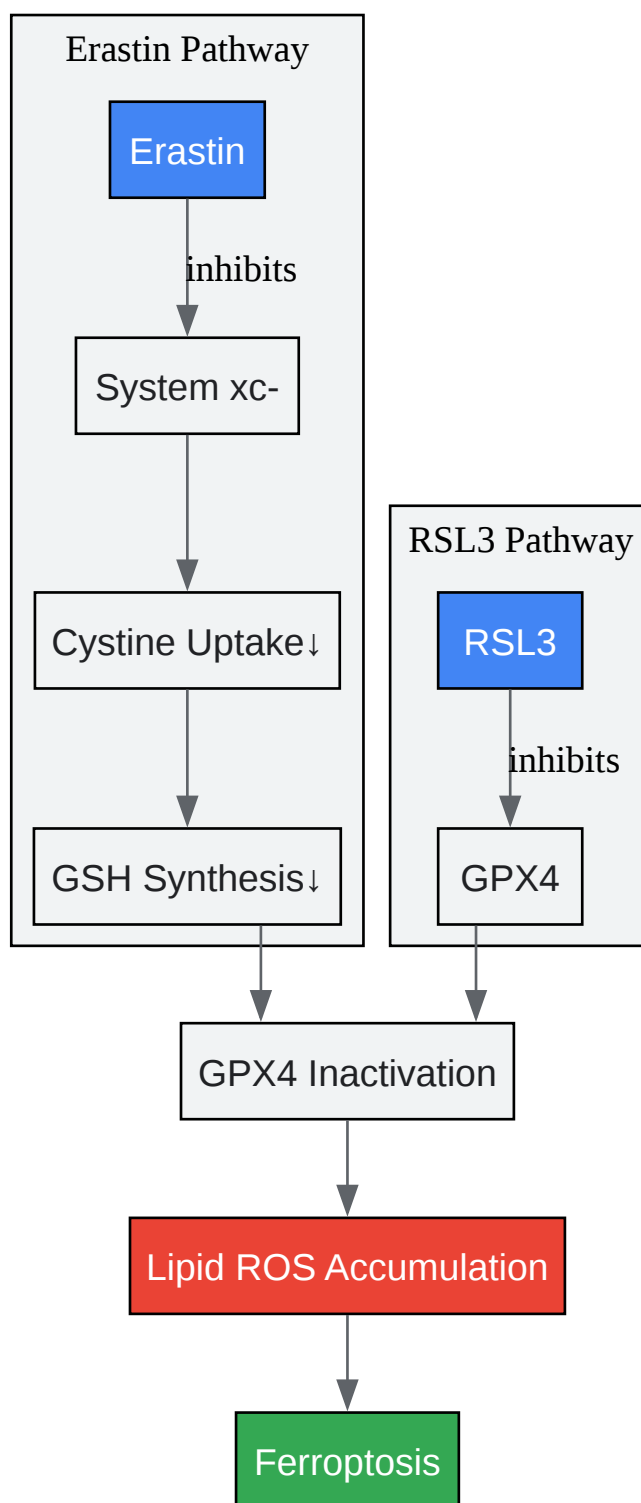 Erastin Pathway
Erastin
inhibits
System xc-
Cystine Uptake↓
GSH Synthesis↓
RSL3 Pathway
RSL3
inhibits
GPX4
GPX4 Inactivation
Lipid ROS Accumulation
Ferroptosis